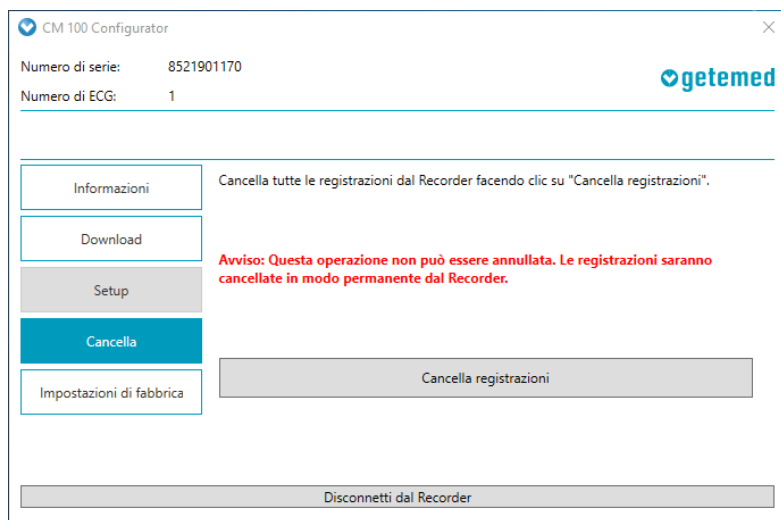 CM 100 Configurator
Numero di serie: 8521901170
getemed
Numero di ECG: 1
Informazioni
Cancella tutte le registrazioni dal Recorder facendo clic su "Cancella registrazioni".
Download
Avviso: Questa operazione non può essere annullata. Le registrazioni saranno
cancellate in modo permanente dal Recorder.
Setup
Cancella
Cancella registrazioni
Impostazioni di fabbrica
Disconnetti dal Recorder